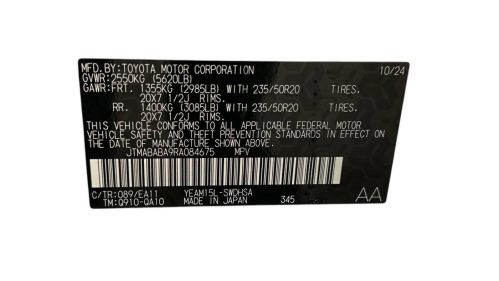 MFD.BY:TOYOTA MOTOR CORPORATION 10/24
GVWR:2550KG (5620LB)
GAWR:FRT. 1355KG (2985LB) WITH 235/50R20 TIRES.
20X7 1/2J RIMS.
RR. 1400KG (3085LB) WITH 235/50R20 TIRES.
20X7 1/2J RIMS.
THIS VEHICLE CONFORMS TO ALL APPLICABLE FEDERAL MOTOR
VEHICLE SAFETY AND THEFT PREVENTION STANDARDS IN EFFECT ON
THE DATE OF MANUFACTURE SHOWN ABOVE.
JTMABABA9RA084675 MPV
C/TR:089/EA11 YEAM15L-SWDHSA AA
TM:Q910-QA10 MADE IN JAPAN 345